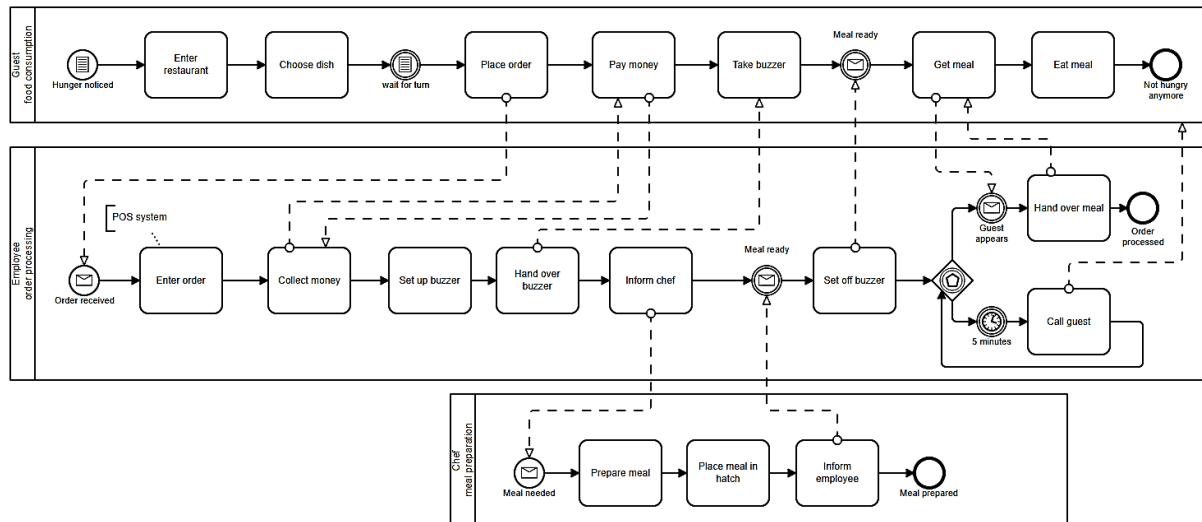 Guest
food consumption
Hunger noticed
Enter
restaurant
Choose dish
wait for turn
Place order
Pay money
Take buzzer
Meal ready
Get meal
Eat meal
Not hungry
anymore
Employee
order processing
POS system
Order received
Enter order
Collect money
Set up buzzer
Hand over
buzzer
Inform chef
Meal ready
Set off buzzer
Guest
appears
Hand over meal
Order
processed
5 minutes
Call guest
Chef
meal preparation
Meal needed
Prepare meal
Place meal in
hatch
Inform
employee
Meal prepared